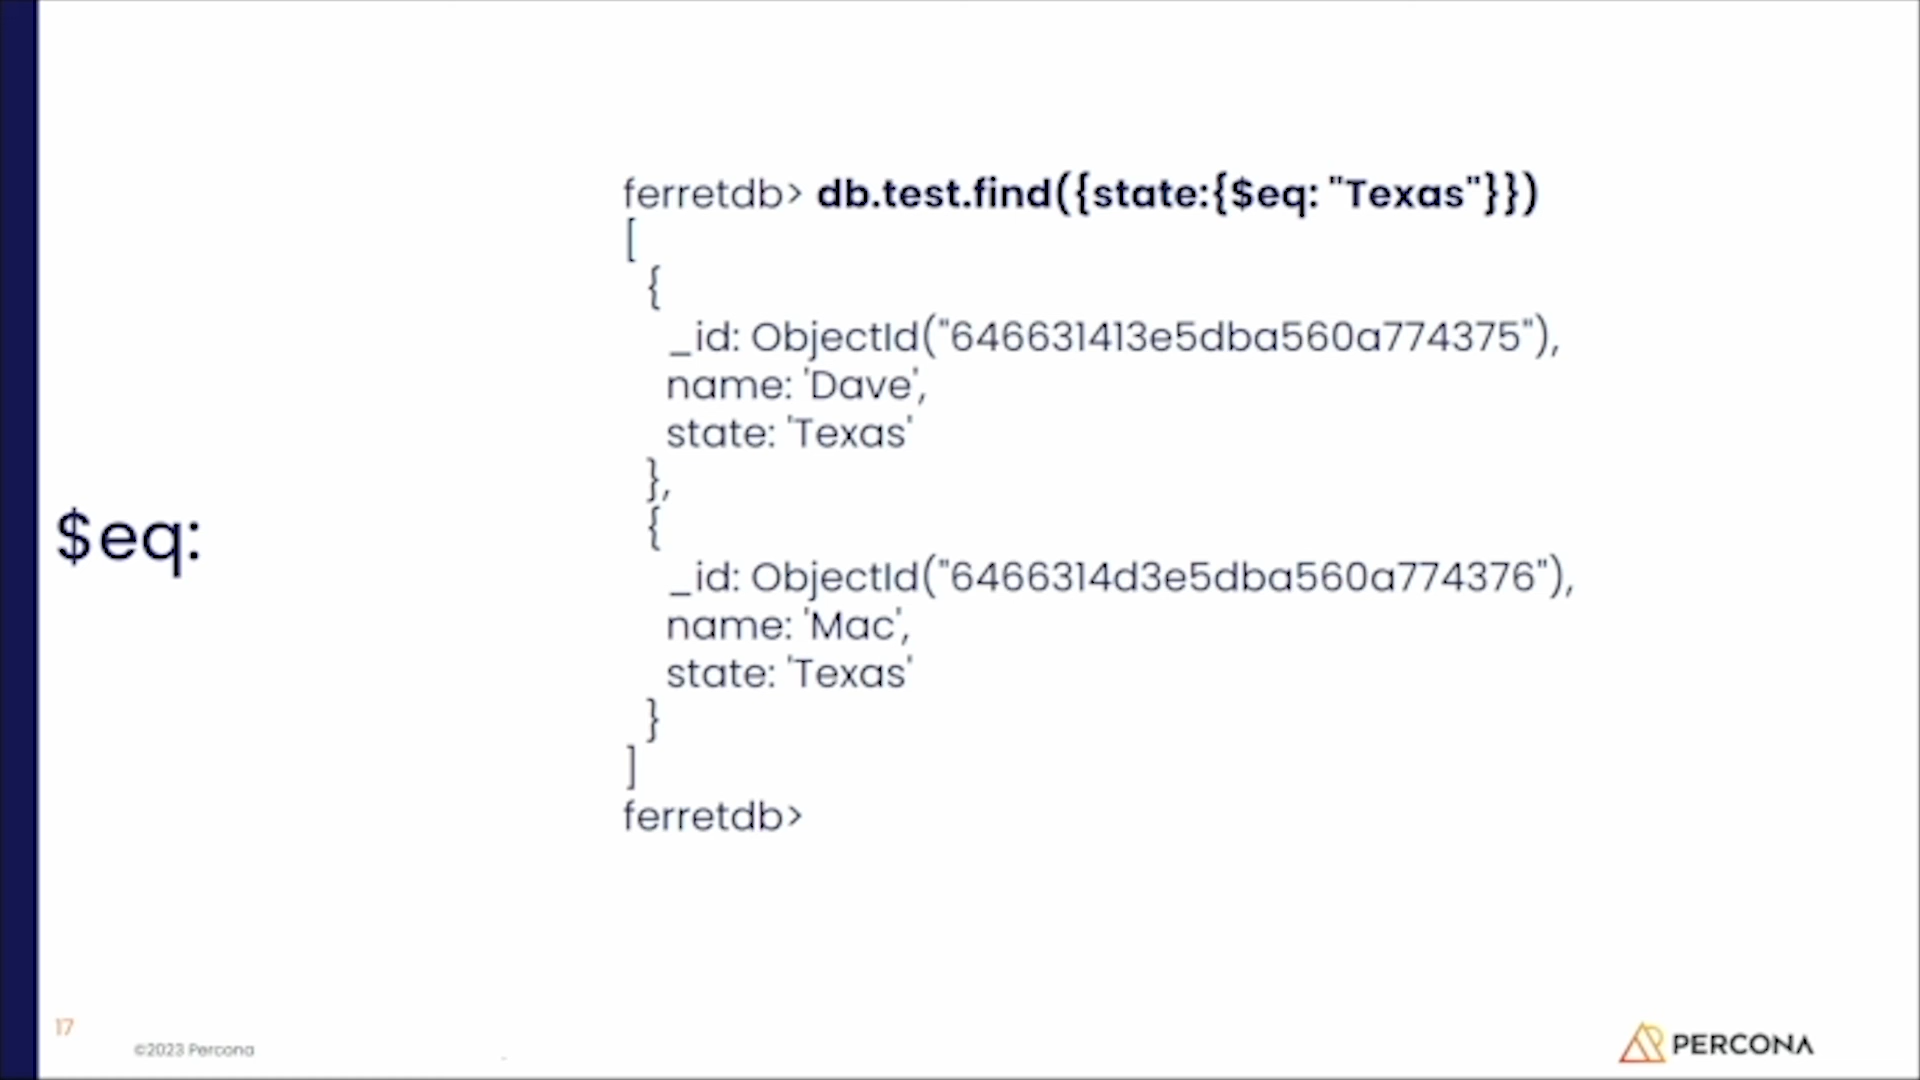 $eq:
ferretdb> db.test.find({state:{$eq: "Texas"}})
[
  {
    _id: ObjectId("646631413e5dba560a774375"),
    name: 'Dave',
    state: 'Texas'
  },
  {
    _id: ObjectId("6466314d3e5dba560a774376"),
    name: 'Mac',
    state: 'Texas'
  }
]
ferretdb>
17
©2023 Percona
PERCONA